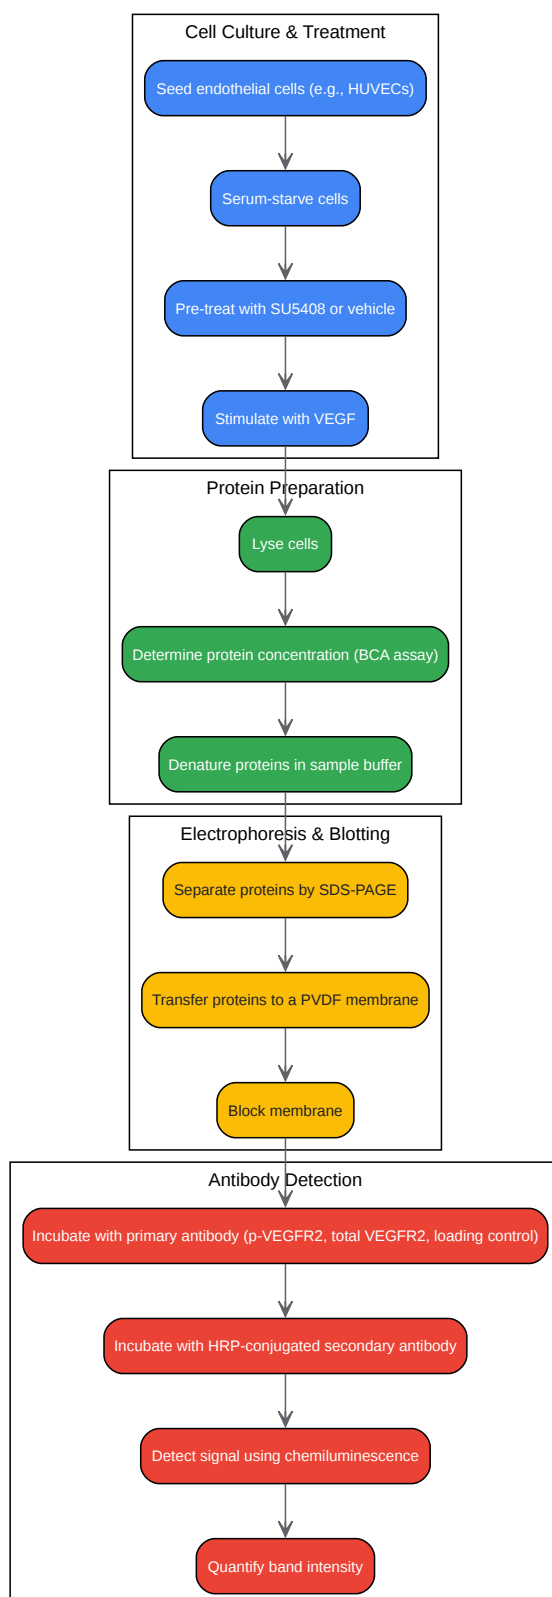 Cell Culture & Treatment
Seed endothelial cells (e.g., HUVECs)
Serum-starve cells
Pre-treat with SU5408 or vehicle
Stimulate with VEGF
Protein Preparation
Lyse cells
Determine protein concentration (BCA assay)
Denature proteins in sample buffer
Electrophoresis & Blotting
Separate proteins by SDS-PAGE
Transfer proteins to a PVDF membrane
Block membrane
Antibody Detection
Incubate with primary antibody (p-VEGFR2, total VEGFR2, loading control)
Incubate with HRP-conjugated secondary antibody
Detect signal using chemiluminescence
Quantify band intensity